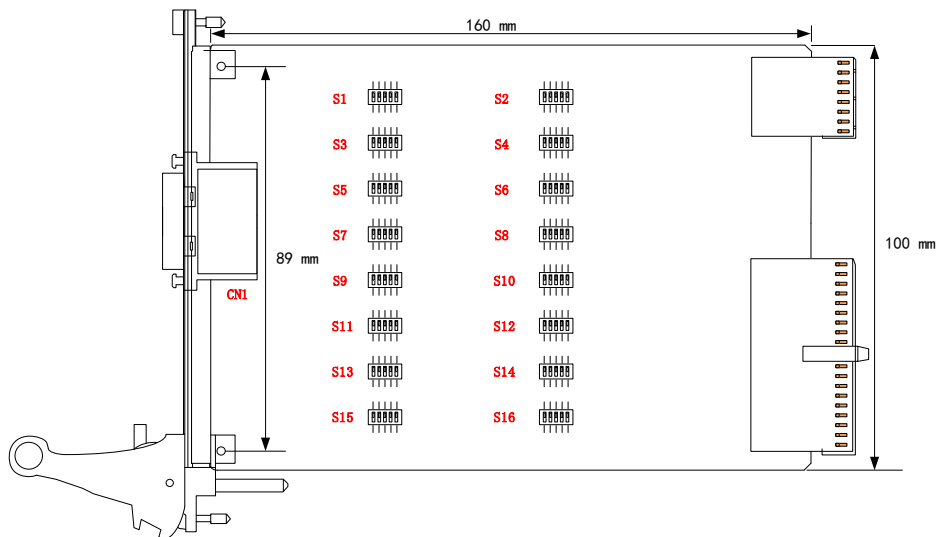 160 mm
S1 S2
S3 S4
S5 S6
S7 S8
100 mm
89 mm
S9 S10
CN1
S11 S12
S13 S14
S15 S16